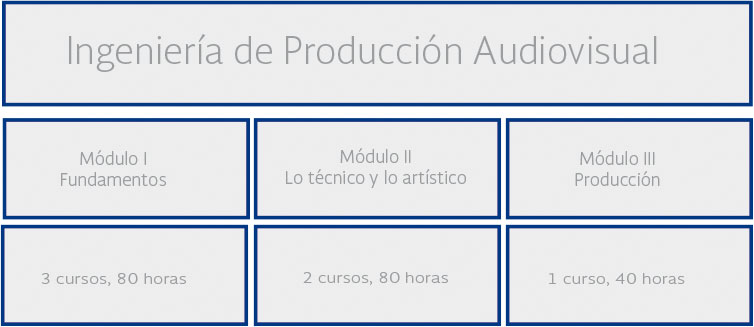 Ingeniería de Producción Audiovisual
Módulo I
Fundamentos
Módulo II
Lo técnico y lo artístico
Módulo III
Producción
3 cursos, 80 horas
2 cursos, 80 horas
1 curso, 40 horas